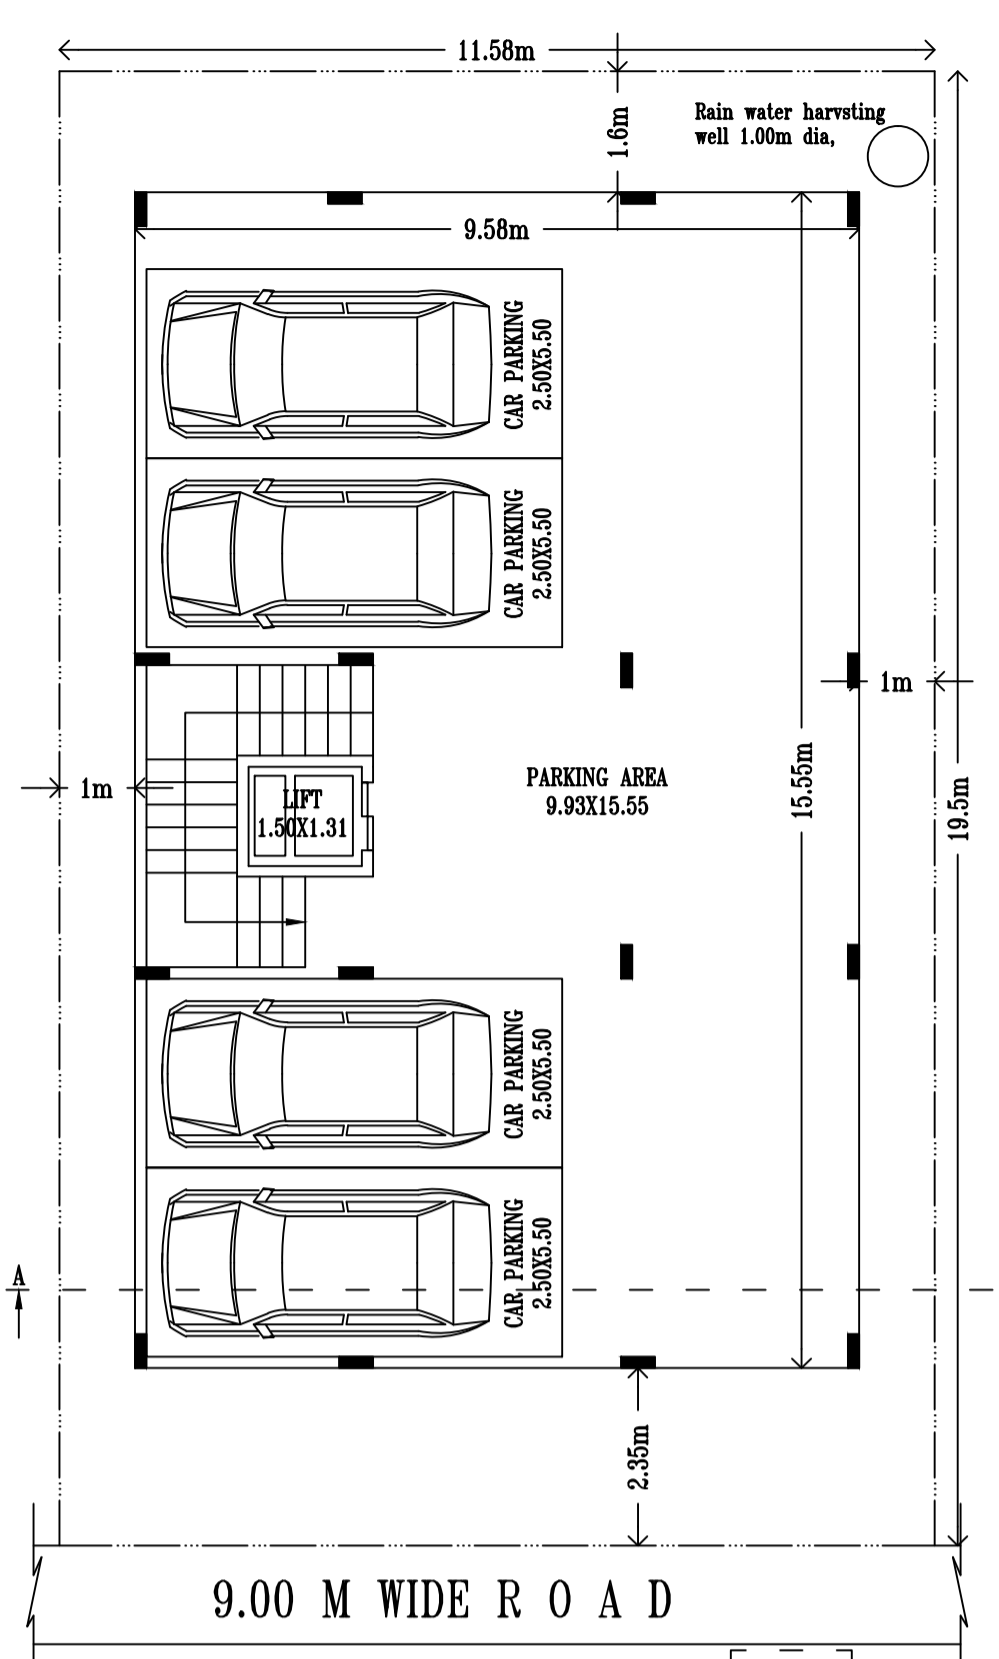 11.58m
Rain water harvsting
well 1.00m dia,
1.6m
9.58m
CAR PARKING
2.50X5.50
CAR PARKING
2.50X5.50
1m
1m
PARKING AREA
9.93X15.55
15.55m
19.5m
LIFT
1.50X1.31
CAR PARKING
2.50X5.50
CAR PARKING
2.50X5.50
A
2.35m
9.00 M WIDE R O A D